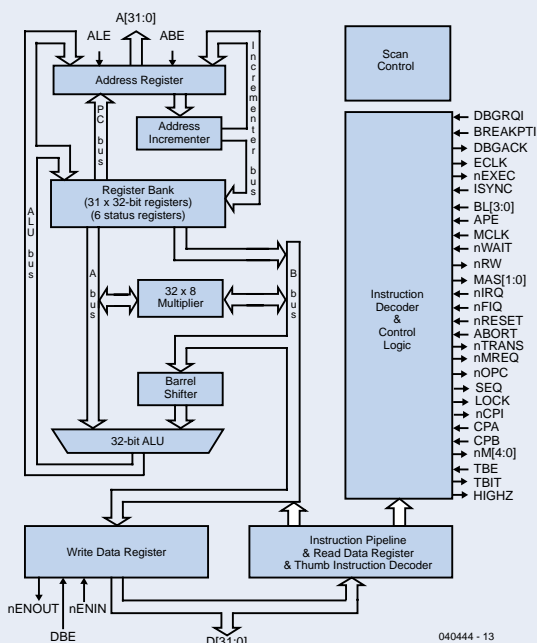 A[31:0]
ALE
ABE
Address Register
Address
Incrementer
PC bus
Incrementer bus
ALU bus
Register Bank
(31 x 32-bit registers)
(6 status registers)
A bus
B bus
32 x 8
Multiplier
Barrel
Shifter
32-bit ALU
Write Data Register
Instruction Pipeline
& Read Data Register
& Thumb Instruction Decoder
nENOUT
nENIN
DBE
D[31:0]
Scan
Control
Instruction
Decoder
&
Control
Logic
DBGRQI
BREAKPTI
DBGACK
ECLK
nEXEC
ISYNC
BL[3:0]
APE
MCLK
nWAIT
nRW
MAS[1:0]
nIRQ
nFIQ
nRESET
ABORT
nTRANS
nMREQ
nOPC
SEQ
LOCK
nCPI
CPA
CPB
nM[4:0]
TBE
TBIT
HIGHZ
040444 - 13